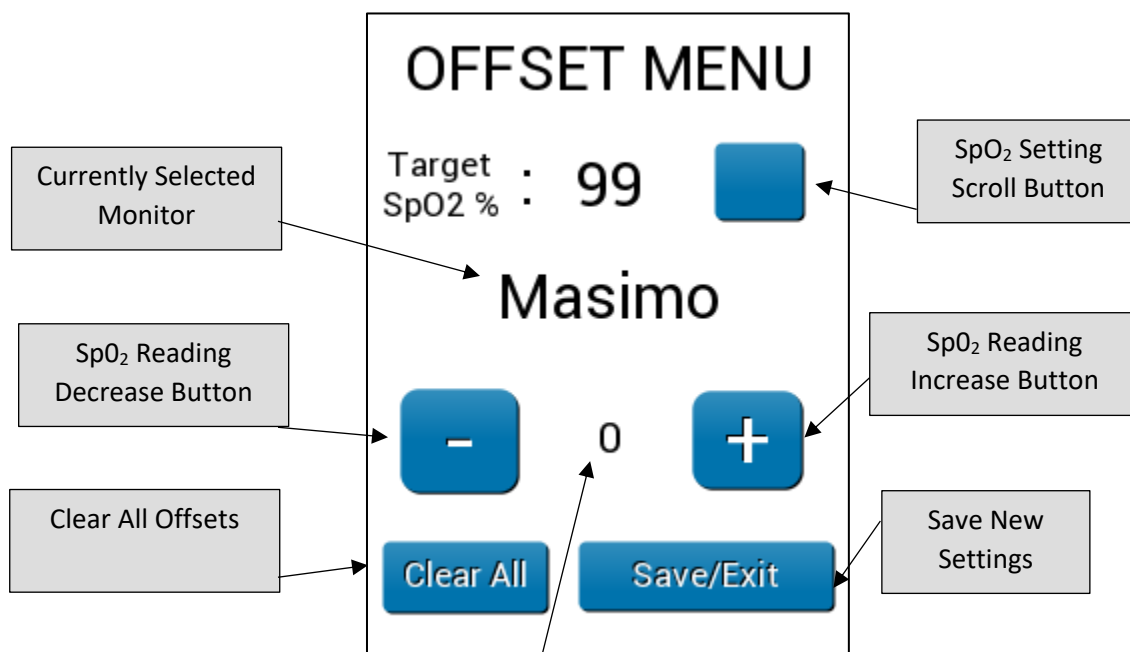 OFFSET MENU
Target
SpO2 %
:
99
SpO₂ Setting
Scroll Button
Currently Selected
Monitor
Masimo
Sp0₂ Reading
Decrease Button
Sp0₂ Reading
Increase Button
-
0
+
Clear All Offsets
Clear All
Save/Exit
Save New
Settings